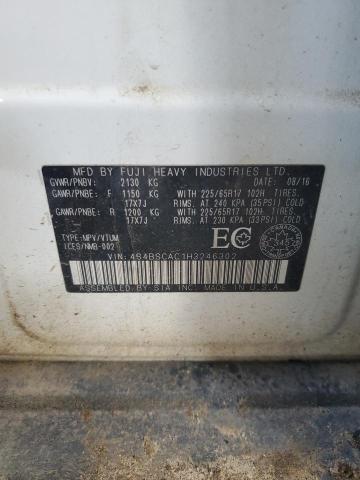 MFD BY FUJI HEAVY INDUSTRIES LTD.
GVWR/PNBV: 2130 KG DATE: 08/16
GAWR/PNBE: F 1150 KG WITH 225/65R17 102H TIRES.
17X7J RIMS. AT 240 KPA (35PSI) COLD
GAWR/PNBE: R 1200 KG WITH 225/65R17 102H TIRES.
17X7J RIMS. AT 230 KPA (33PSI) COLD
TYPE:MPV/VTUM
ICES/NMB-002
EC
VIN: 4S4BSCAC1H3246302
ASSEMBLED BY SIA INC. MADE IN U.S.A.